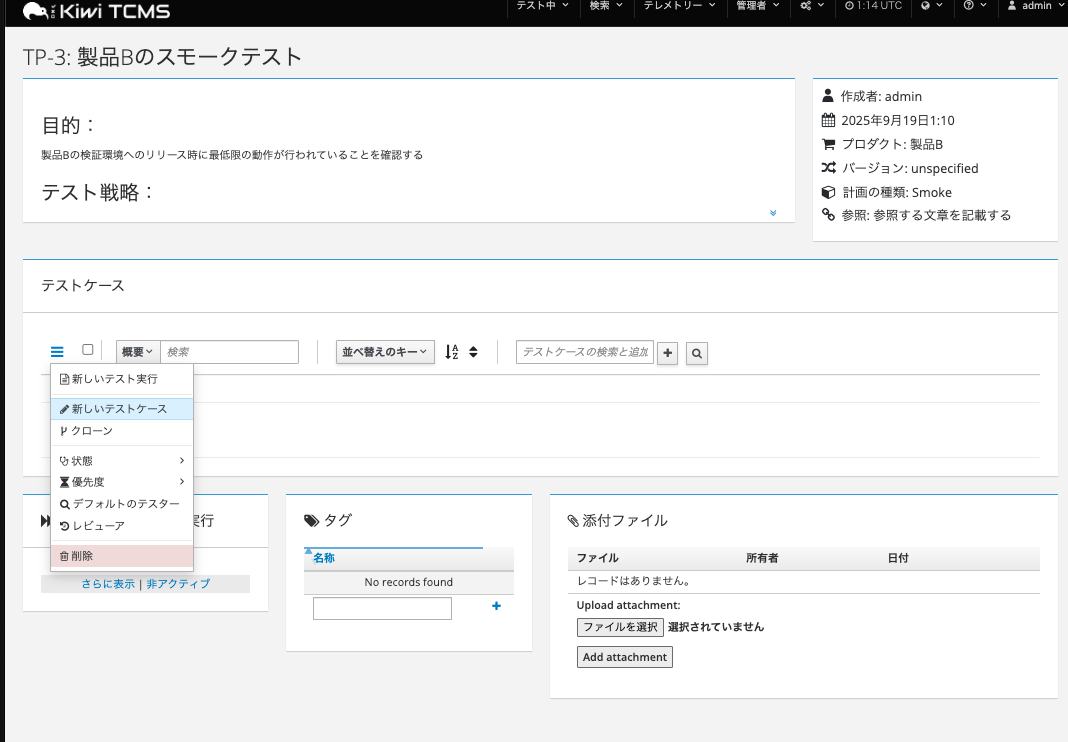 Kiwi TCMS テスト中 検索 テレメトリー 管理者 1:14 UTC admin
TP-3: 製品Bのスモークテスト
目的：
製品Bの検証環境へのリリース時に最低限の動作が行われていることを確認する
テスト戦略：
作成者: admin
2025年9月19日1:10
プロダクト: 製品B
バージョン: unspecified
計画の種類: Smoke
参照: 参照する文章を記載する
テストケース
概要 検索 並べ替えのキー テストケースの検索と追加
新しいテスト実行
新しいテストケース
クローン
状態
優先度
デフォルトのテスター
レビューア
削除
実行
さらに表示 | 非アクティブ
タグ
名称
No records found
添付ファイル
ファイル 所有者 日付
レコードはありません。
Upload attachment:
ファイルを選択 選択されていません
Add attachment